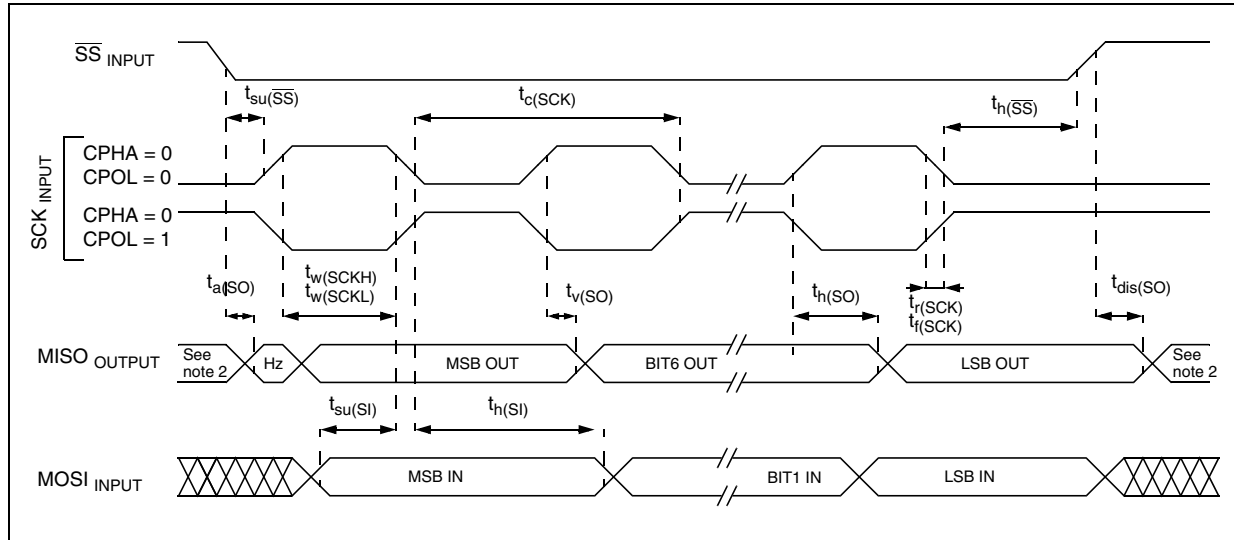 SS INPUT
tsu(SS)
tc(SCK)
th(SS)
SCK INPUT
CPHA = 0
CPOL = 0
CPHA = 0
CPOL = 1
ta(SO)
tw(SCKH)
tw(SCKL)
tv(SO)
th(SO)
tr(SCK)
tf(SCK)
tdis(SO)
MISO OUTPUT
See
note 2
Hz
MSB OUT
BIT6 OUT
LSB OUT
See
note 2
tsu(SI)
th(SI)
MOSI INPUT
MSB IN
BIT1 IN
LSB IN